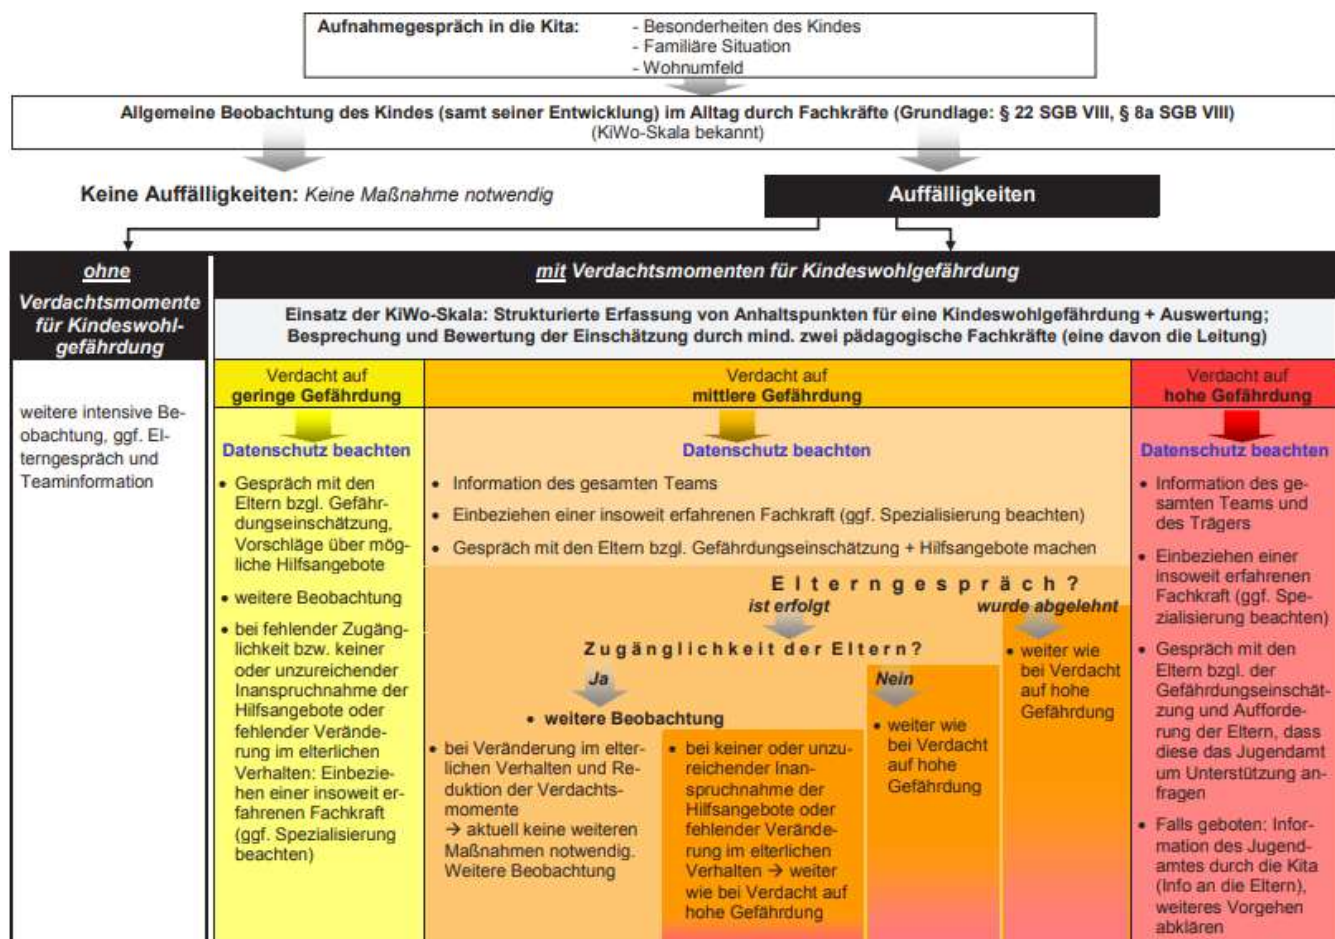 Aufnahmegespräch in die Kita: - Besonderheiten des Kindes
- Familiäre Situation
- Wohnumfeld
Allgemeine Beobachtung des Kindes (samt seiner Entwicklung) im Alltag durch Fachkräfte (Grundlage: § 22 SGB VIII, § 8a SGB VIII)
(KiWo-Skala bekannt)
Keine Auffälligkeiten: Keine Maßnahme notwendig
Auffälligkeiten
ohne
Verdachtsmomente
für Kindeswohl-
gefährdung
weitere intensive Be-
obachtung, ggf. El-
terngespräch und
Teaminformation
mit Verdachtsmomenten für Kindeswohlgefährdung
Einsatz der KiWo-Skala: Strukturierte Erfassung von Anhaltspunkten für eine Kindeswohlgefährdung + Auswertung;
Besprechung und Bewertung der Einschätzung durch mind. zwei pädagogische Fachkräfte (eine davon die Leitung)
Verdacht auf
geringe Gefährdung
Datenschutz beachten
• Gespräch mit den
Eltern bzgl. Gefähr-
dungseinschätzung,
Vorschläge über mög-
liche Hilfsangebote
• weitere Beobachtung
• bei fehlender Zugäng-
lichkeit bzw. keiner
oder unzureichender
Inanspruchnahme der
Hilfsangebote oder
fehlender Verände-
rung im elterlichen
Verhalten: Einbezie-
hen einer insoweit er-
fahrenen Fachkraft
(ggf. Spezialisierung
beachten)
Verdacht auf
mittlere Gefährdung
Datenschutz beachten
• Information des gesamten Teams
• Einbeziehen einer insoweit erfahrenen Fachkraft (ggf. Spezialisierung beachten)
• Gespräch mit den Eltern bzgl. Gefährdungseinschätzung + Hilfsangebote machen
Elterngespräch?
ist erfolgt
wurde abgelehnt
Zugänglichkeit der Eltern?
Ja
Nein
• weitere Beobachtung
• bei Veränderung im elter-
lichen Verhalten und Re-
duktion der Verdachts-
momente
→ aktuell keine weiteren
Maßnahmen notwendig.
Weitere Beobachtung
• bei keiner oder unzu-
reichender Inan-
spruchnahme der
Hilfsangebote oder
fehlender Verände-
rung im elterlichen
Verhalten → weiter
wie bei Verdacht auf
hohe Gefährdung
• weiter wie
bei Verdacht
auf hohe
Gefährdung
• weiter wie
bei Verdacht
auf hohe
Gefährdung
Verdacht auf
hohe Gefährdung
Datenschutz beachten
• Information des ge-
samten Teams und
des Trägers
• Einbeziehen einer
insoweit erfahrenen
Fachkraft (ggf. Spe-
zialisierung beachten)
• Gespräch mit den
Eltern bzgl. der
Gefährdungseinschät-
zung und Aufforde-
rung der Eltern, dass
diese das Jugendamt
um Unterstützung an-
fragen
• Falls geboten: Infor-
mation des Jugend-
amtes durch die Kita
(Info an die Eltern),
weiteres Vorgehen
abklären